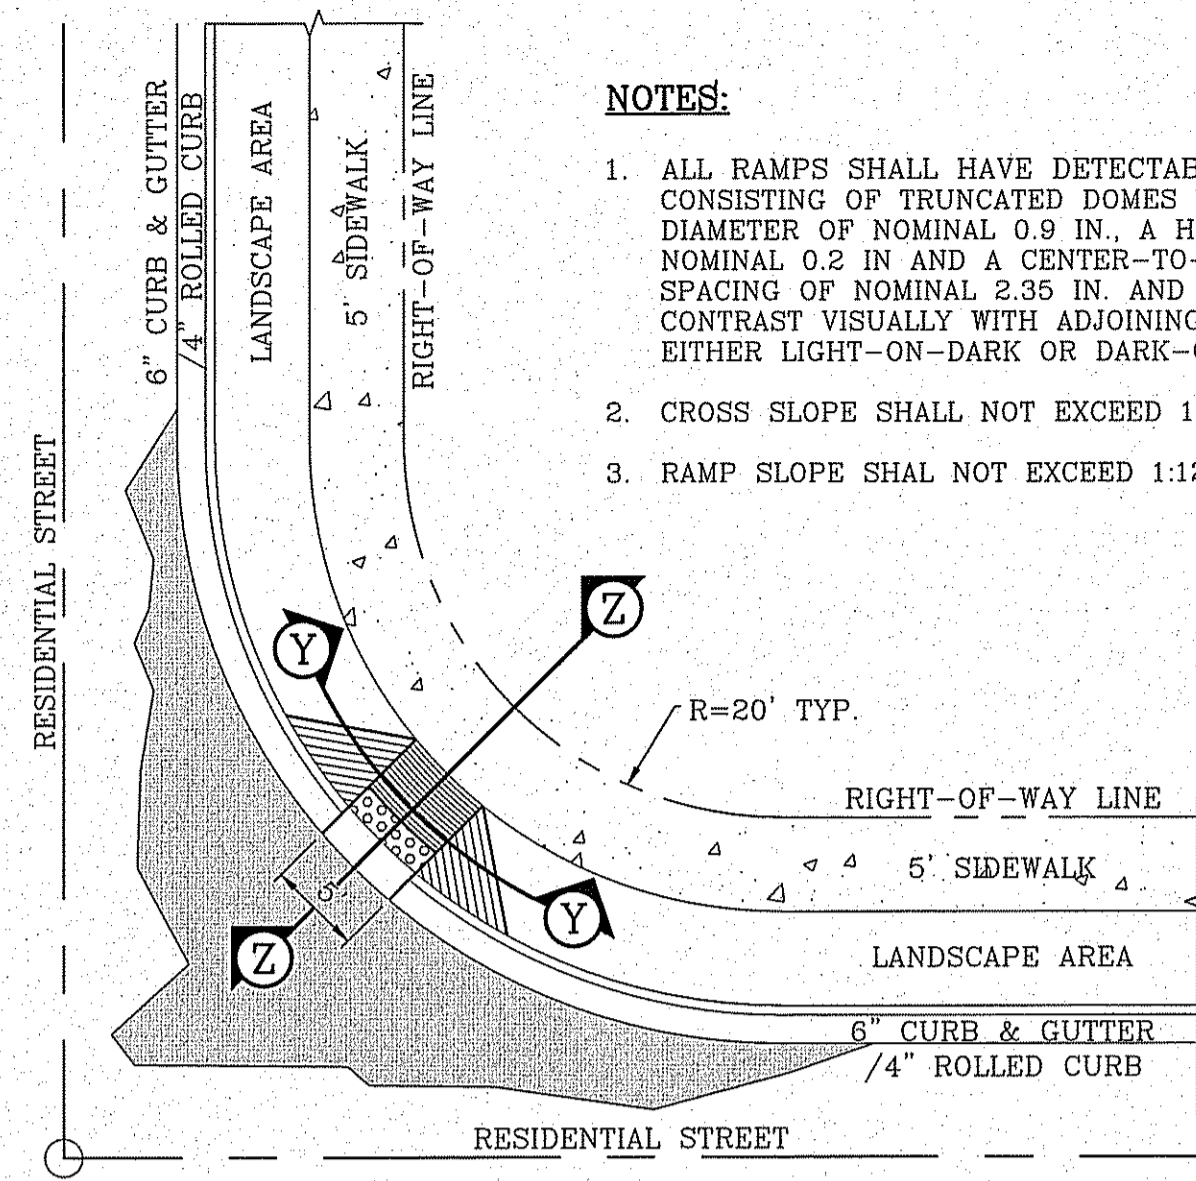 NOTES:
1. ALL RAMPS SHALL HAVE DETECTAB
CONSISTING OF TRUNCATED DOMES
DIAMETER OF NOMINAL 0.9 IN., A H
NOMINAL 0.2 IN AND A CENTER-TO-
SPACING OF NOMINAL 2.35 IN. AND
CONTRAST VISUALLY WITH ADJOINING
EITHER LIGHT-ON-DARK OR DARK-
2. CROSS SLOPE SHALL NOT EXCEED 1
3. RAMP SLOPE SHAL NOT EXCEED 1:12
RESIDENTIAL STREET
6" CURB & GUTTER
/4" ROLLED CURB
LANDSCAPE AREA
5' SIDEWALK
RIGHT-OF-WAY LINE
Z
Y
R=20' TYP.
RIGHT-OF-WAY LINE
5' SIDEWALK
5'
Y
Z
LANDSCAPE AREA
6" CURB & GUTTER
/4" ROLLED CURB
RESIDENTIAL STREET